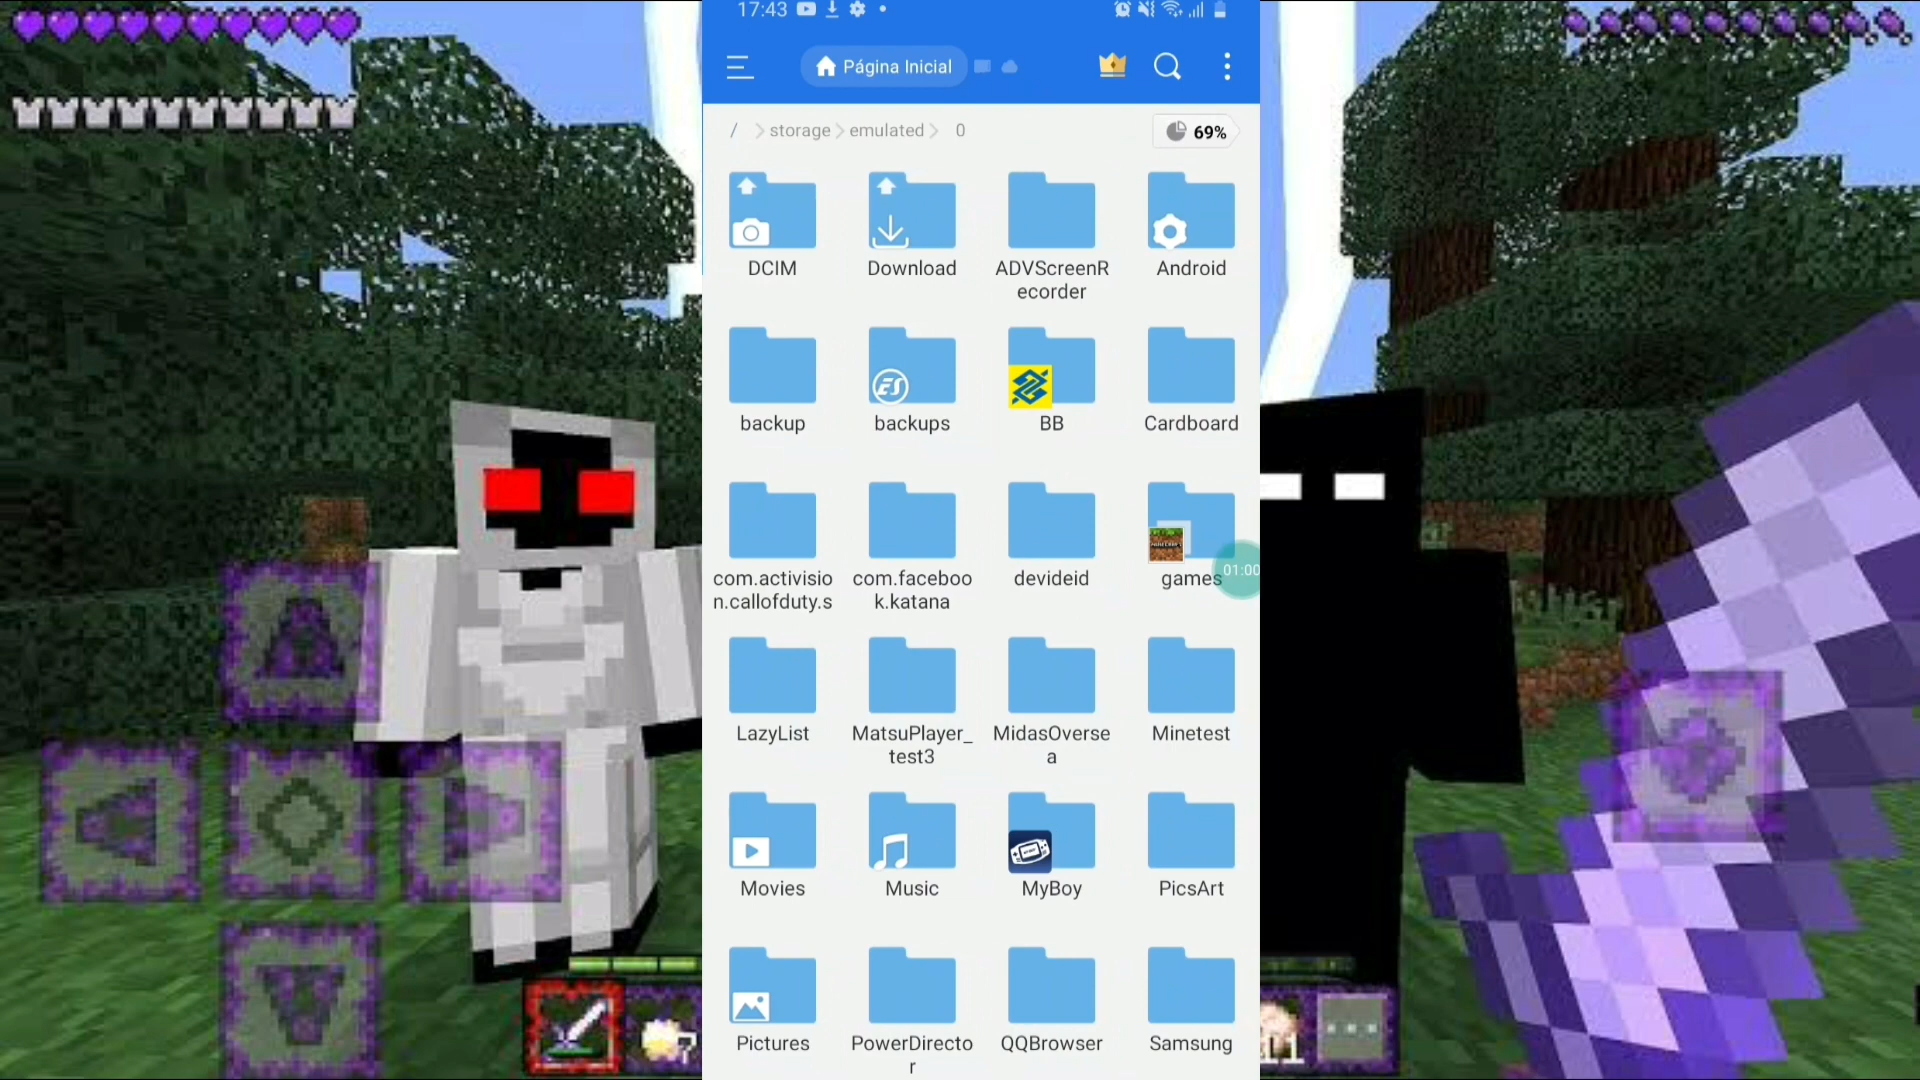 17:43
Página Inicial
/ storage emulated 0
69%
DCIM
Download
ADVScreenR
ecorder
Android
backup
backups
BB
Cardboard
com.activisio
n.callofduty.s
com.faceboo
k.katana
devideid
games
01:00
LazyList
MatsuPlayer_
test3
MidasOverse
a
Minetest
Movies
Music
MyBoy
PicsArt
Pictures
PowerDirecto
r
QQBrowser
Samsung
7
11